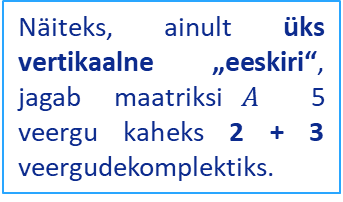 Näiteks, ainult üks
vertikaalne „eeskiri“,
jagab maatriksi A 5
veergu kaheks 2 + 3
veergudekomplektiks.